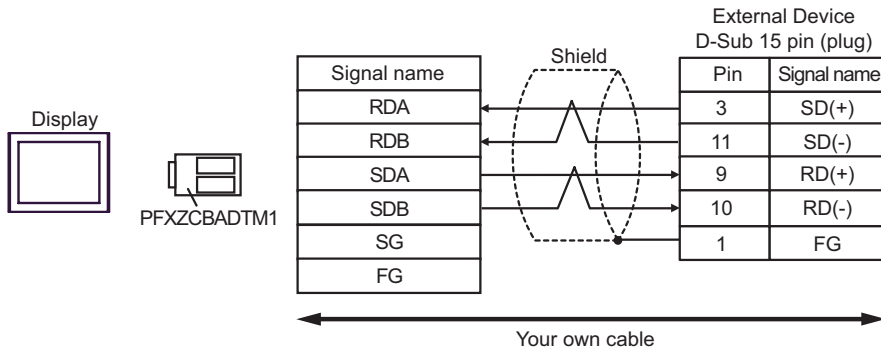 External Device
D-Sub 15 pin (plug)
Shield
Signal name
Pin Signal name
RDA
3 SD(+)
Display
RDB
11 SD(-)
SDA
9 RD(+)
PFXZCBADTM1
SDB
10 RD(-)
SG
1 FG
FG
Your own cable